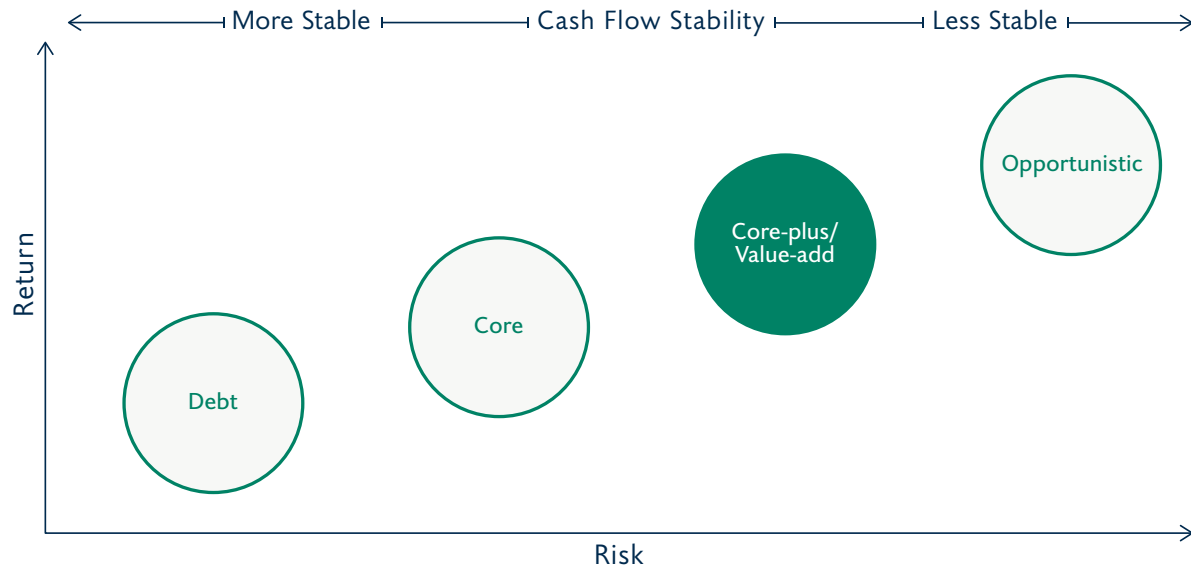 More Stable
Cash Flow Stability
Less Stable
Return
Opportunistic
Core-plus/
Value-add
Core
Debt
Risk